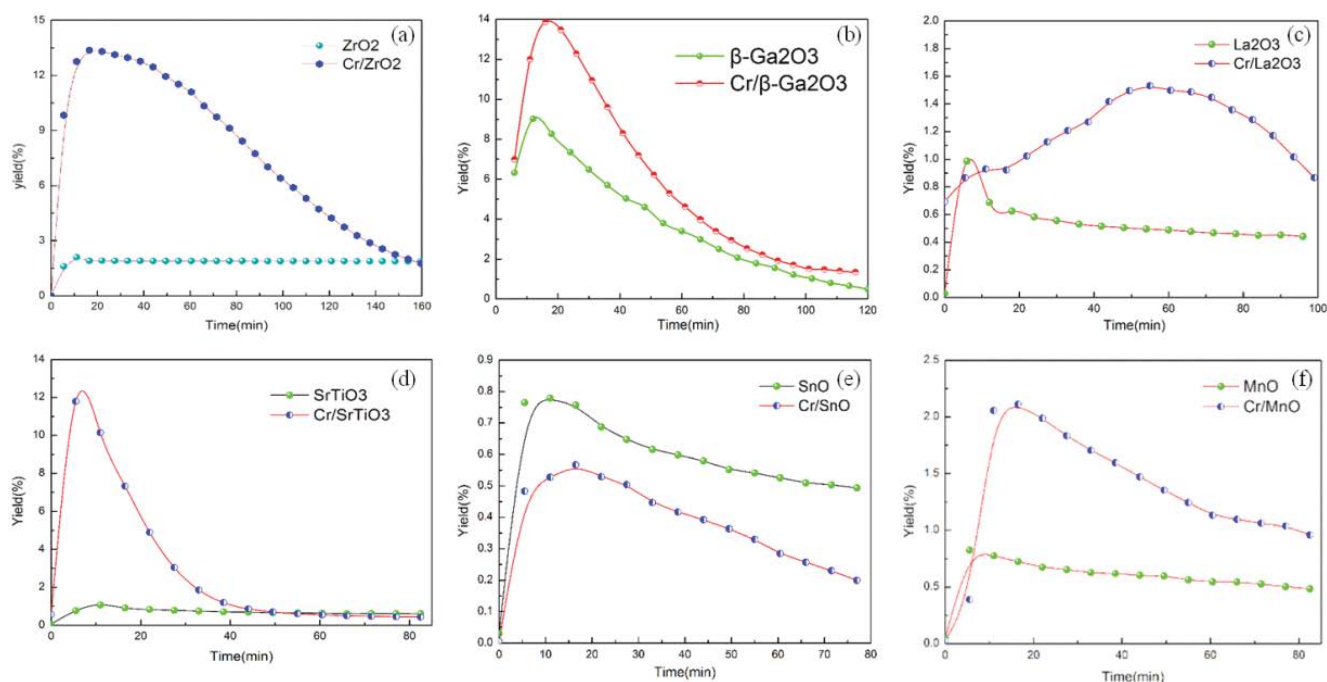 (a)
ZrO2
Cr/ZrO2
yield(%)
15
12
9
6
3
0
0 20 40 60 80 100 120 140 160
Time(min)
(b)
β-Ga2O3
Cr/β-Ga2O3
Yield(%)
14
12
10
8
6
4
2
0
0 20 40 60 80 100 120
Time(min)
(c)
La2O3
Cr/La2O3
Yield(%)
2.0
1.8
1.6
1.4
1.2
1.0
0.8
0.6
0.4
0.2
0.0
0 20 40 60 80 100
Time(min)
(d)
SrTiO3
Cr/SrTiO3
Yield(%)
14
12
10
8
6
4
2
0
0 20 40 60 80
Time(min)
(e)
SnO
Cr/SnO
Yield(%)
0.9
0.8
0.7
0.6
0.5
0.4
0.3
0.2
0.1
0.0
0 10 20 30 40 50 60 70 80
Time(min)
(f)
MnO
Cr/MnO
Yield(%)
2.5
2.0
1.5
1.0
0.5
0.0
0 20 40 60 80
Time(min)